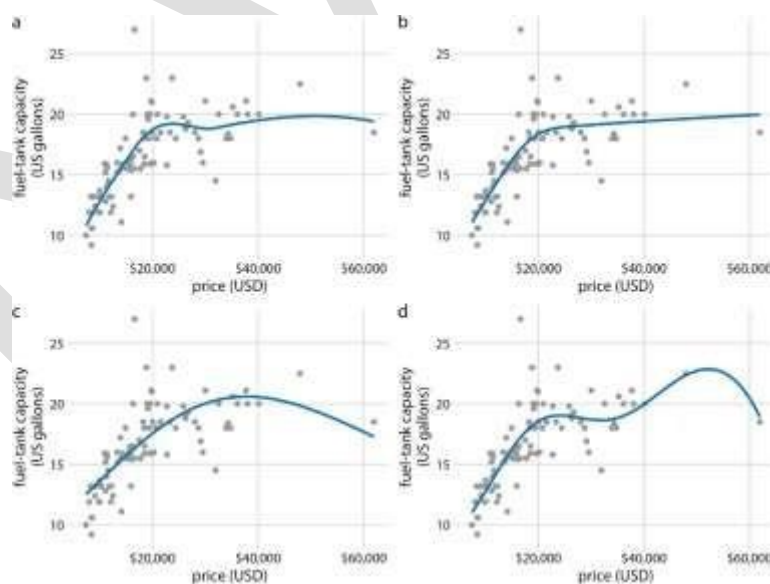 a
b
25
20
15
10
fuel-tank capacity
(US gallons)
$20,000 $40,000 $60,000
price (USD)
25
20
15
10
fuel-tank capacity
(US gallons)
$20,000 $40,000 $60,000
price (USD)
c
d
25
20
15
10
fuel-tank capacity
(US gallons)
$20,000 $40,000 $60,000
price (USD)
25
20
15
10
fuel-tank capacity
(US gallons)
$20,000 $40,000 $60,000
price (USD)